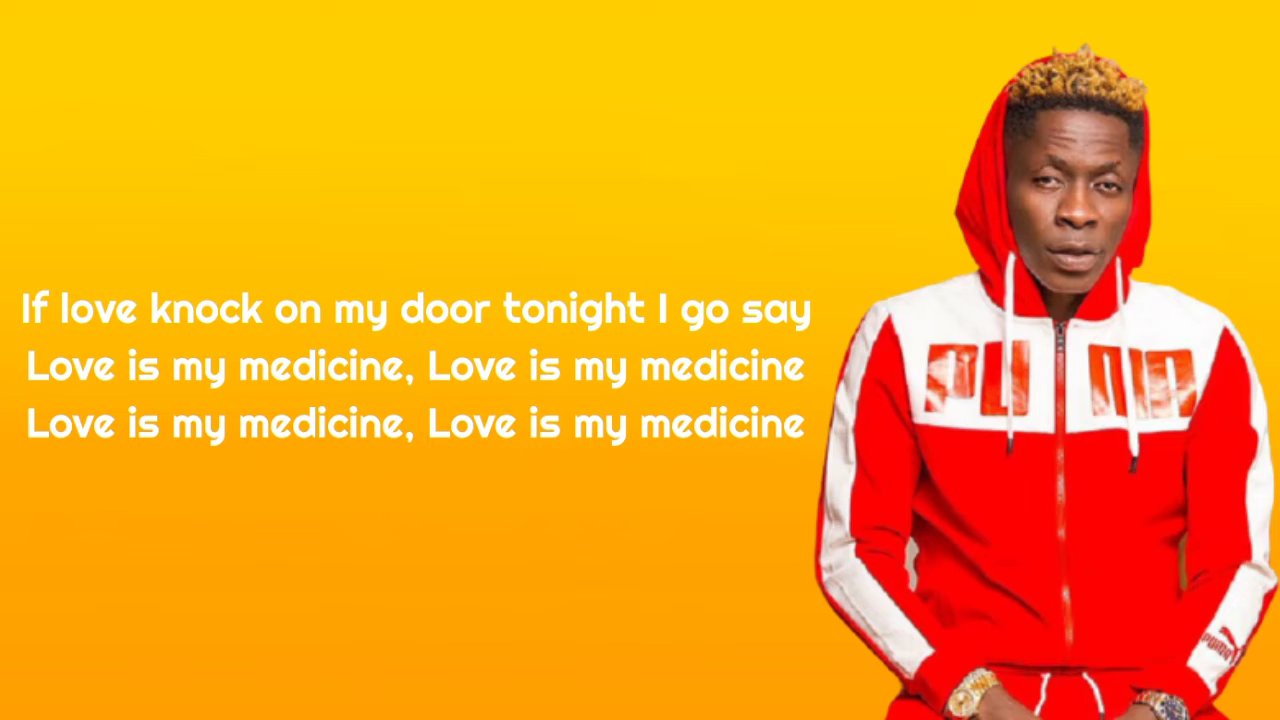 If love knock on my door tonight I go say
Love is my medicine, Love is my medicine
Love is my medicine, Love is my medicine
PU